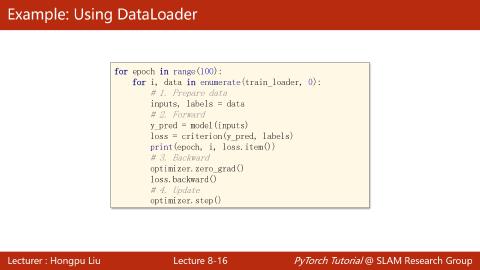 Example: Using DataLoader
for epoch in range(100):
    for i, data in enumerate(train_loader, 0):
        # 1. Prepare data
        inputs, labels = data
        # 2. Forward
        y_pred = model(inputs)
        loss = criterion(y_pred, labels)
        print(epoch, i, loss.item())
        # 3. Backward
        optimizer.zero_grad()
        loss.backward()
        # 4. Update
        optimizer.step()
Lecturer : Hongpu Liu
Lecture 8-16
PyTorch Tutorial @ SLAM Research Group